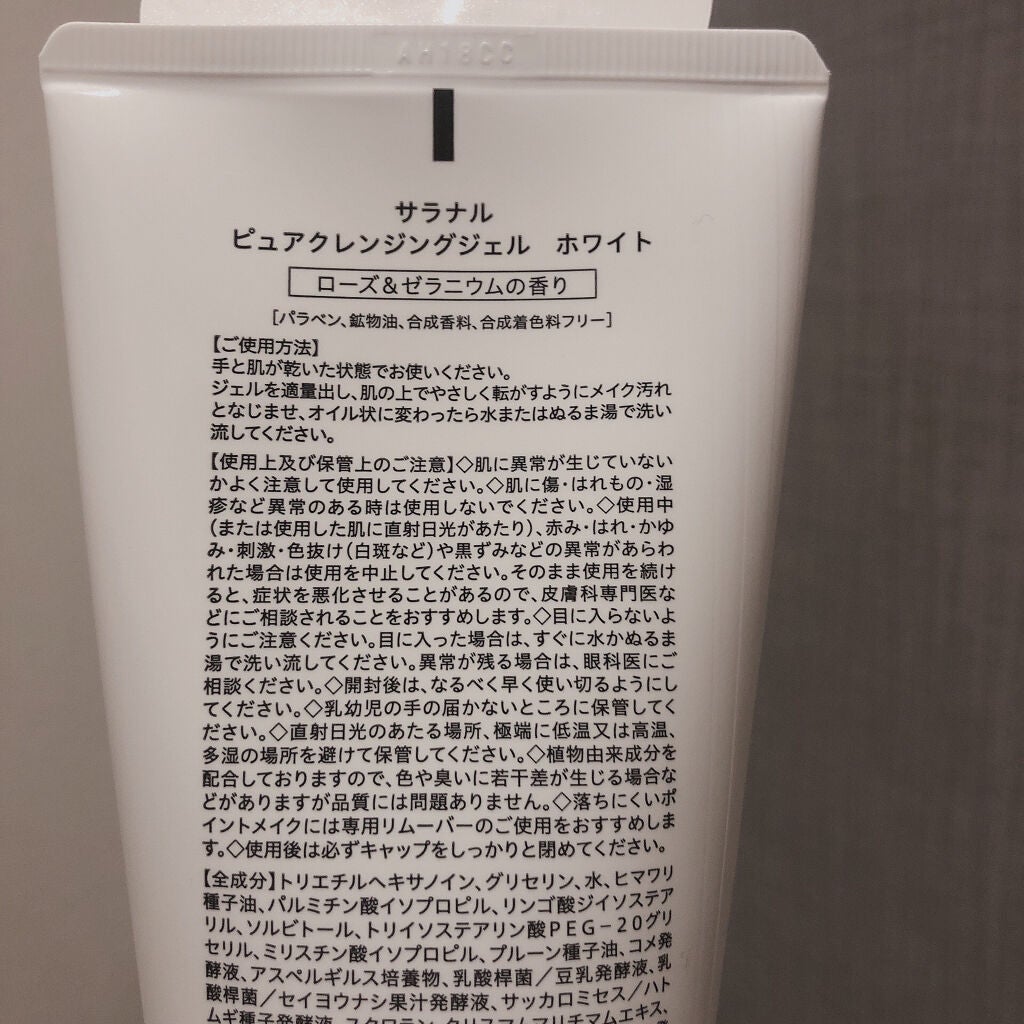 AH18CC
サラナル
ピュアクレンジングジェル　ホワイト
ローズ&ゼラニウムの香り
[パラベン、鉱物油、合成香料、合成着色料フリー]
【ご使用方法】
手と肌が乾いた状態でお使いください。
ジェルを適量出し、肌の上でやさしく転がすようにメイク汚れ
となじませ、オイル状に変わったら水またはぬるま湯で洗い
流してください。
【使用上及び保管上のご注意】◇肌に異常が生じていない
かよく注意して使用してください。◇肌に傷・はれもの・湿
疹など異常のある時は使用しないでください。◇使用中
(または使用した肌に直射日光があたり)、赤み・はれ・かゆ
み・刺激・色抜け(白斑など)や黒ずみなどの異常があらわ
れた場合は使用を中止してください。そのまま使用を続け
ると、症状を悪化させることがあるので、皮膚科専門医な
どにご相談されることをおすすめします。◇目に入らないよ
うにご注意ください。目に入った場合は、すぐに水かぬるま
湯で洗い流してください。異常が残る場合は、眼科医にご
相談ください。◇開封後は、なるべく早く使い切るようにし
てください。◇乳幼児の手の届かないところに保管してく
ださい。◇直射日光のあたる場所、極端に低温又は高温、
多湿の場所を避けて保管してください。◇植物由来成分を
配合しておりますので、色や臭いに若干差が生じる場合な
どがありますが品質には問題ありません。◇落ちにくいポ
イントメイクには専用リムーバーのご使用をおすすめしま
す。◇使用後は必ずキャップをしっかりと閉めてください。
【全成分】トリエチルヘキサノイン、グリセリン、水、ヒマワリ
種子油、パルミチン酸イソプロピル、リンゴ酸ジイソステア
リル、ソルビトール、トリイソステアリン酸PEG-20グリ
セリル、ミリスチン酸イソプロピル、プルーン種子油、コメ発
酵液、アスペルギルス培養物、乳酸桿菌/豆乳発酵液、乳
酸桿菌/セイヨウナシ果汁発酵液、サッカロミセス/ハト
ムギ種子発酵液、スクワラン、クリスマムマリチマムエキス、